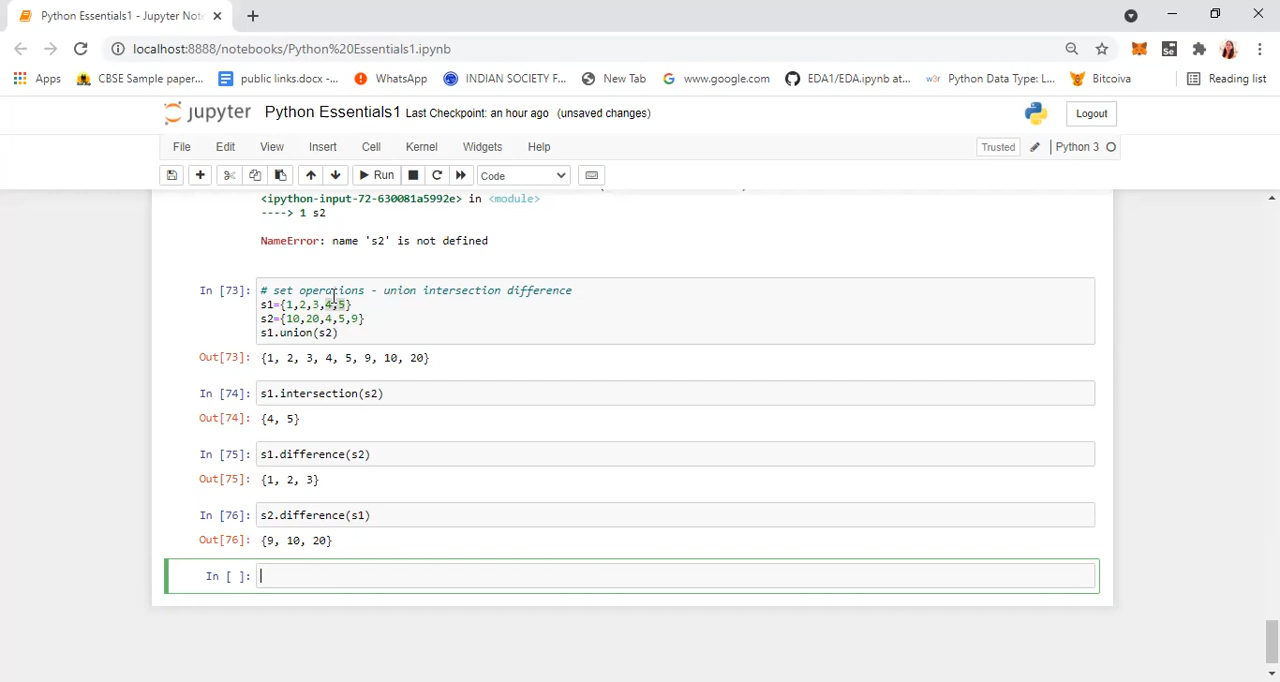 Python Essentials1 - Jupyter Not
localhost:8888/notebooks/Python%20Essentials1.ipynb
Apps CBSE Sample paper... public links.docx -... WhatsApp INDIAN SOCIETY F... New Tab www.google.com EDA1/EDA.ipynb at... Python Data Type: L... Bitcoiva Reading list
jupyter Python Essentials1 Last Checkpoint: an hour ago (unsaved changes) Logout
File Edit View Insert Cell Kernel Widgets Help Trusted Python 3
Run Code
<ipython-input-72-630081a5992e> in <module>
----> 1 s2
NameError: name 's2' is not defined
In [73]: # set operations - union intersection difference
s1={1,2,3,4,5}
s2={10,20,4,5,9}
s1.union(s2)
Out[73]: {1, 2, 3, 4, 5, 9, 10, 20}
In [74]: s1.intersection(s2)
Out[74]: {4, 5}
In [75]: s1.difference(s2)
Out[75]: {1, 2, 3}
In [76]: s2.difference(s1)
Out[76]: {9, 10, 20}
In [ ]: